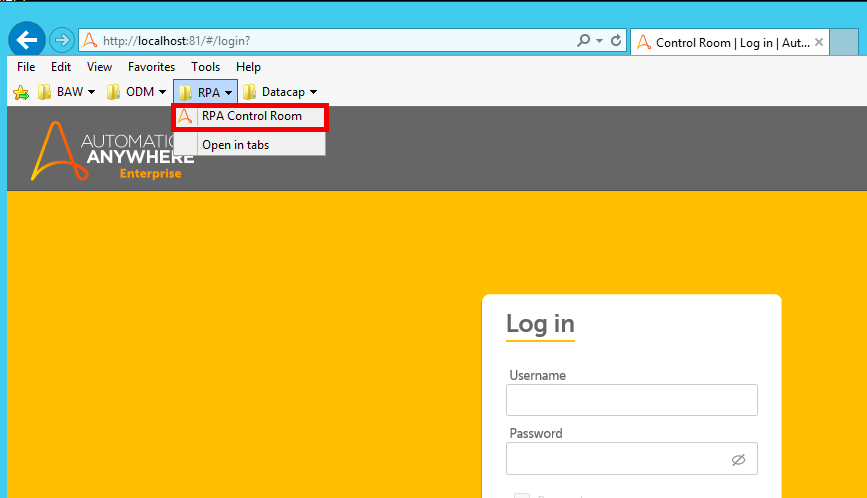 http://localhost:81/#/login?
Control Room | Log in | Aut...
File Edit View Favorites Tools Help
BAW ODM RPA Datacap
RPA Control Room
Open in tabs
ANYWHERE
Enterprise
Log in
Username
Password